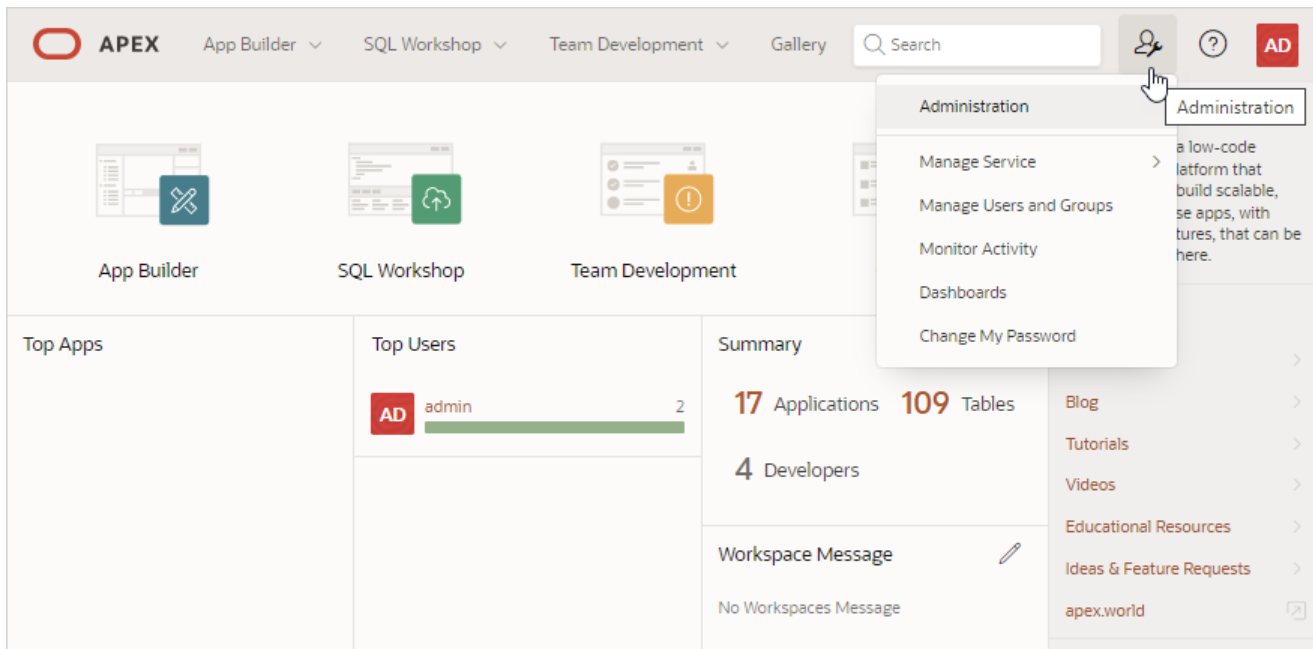 APEX App Builder SQL Workshop Team Development Gallery Search AD
Administration
Administration
Manage Service
Manage Users and Groups
Monitor Activity
Dashboards
Change My Password
a low-code
latform that
build scalable,
se apps, with
tures, that can be
here.
App Builder SQL Workshop Team Development
Top Apps
Top Users
AD admin 2
Summary
17 Applications 109 Tables
4 Developers
Workspace Message
No Workspaces Message
Blog
Tutorials
Videos
Educational Resources
Ideas & Feature Requests
apex.world